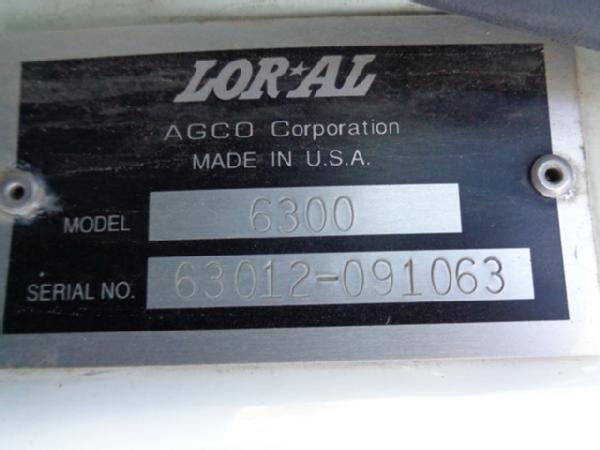 LOR★AL
AGCO Corporation
MADE IN U.S.A.
MODEL 6300
SERIAL NO. 63012-091063